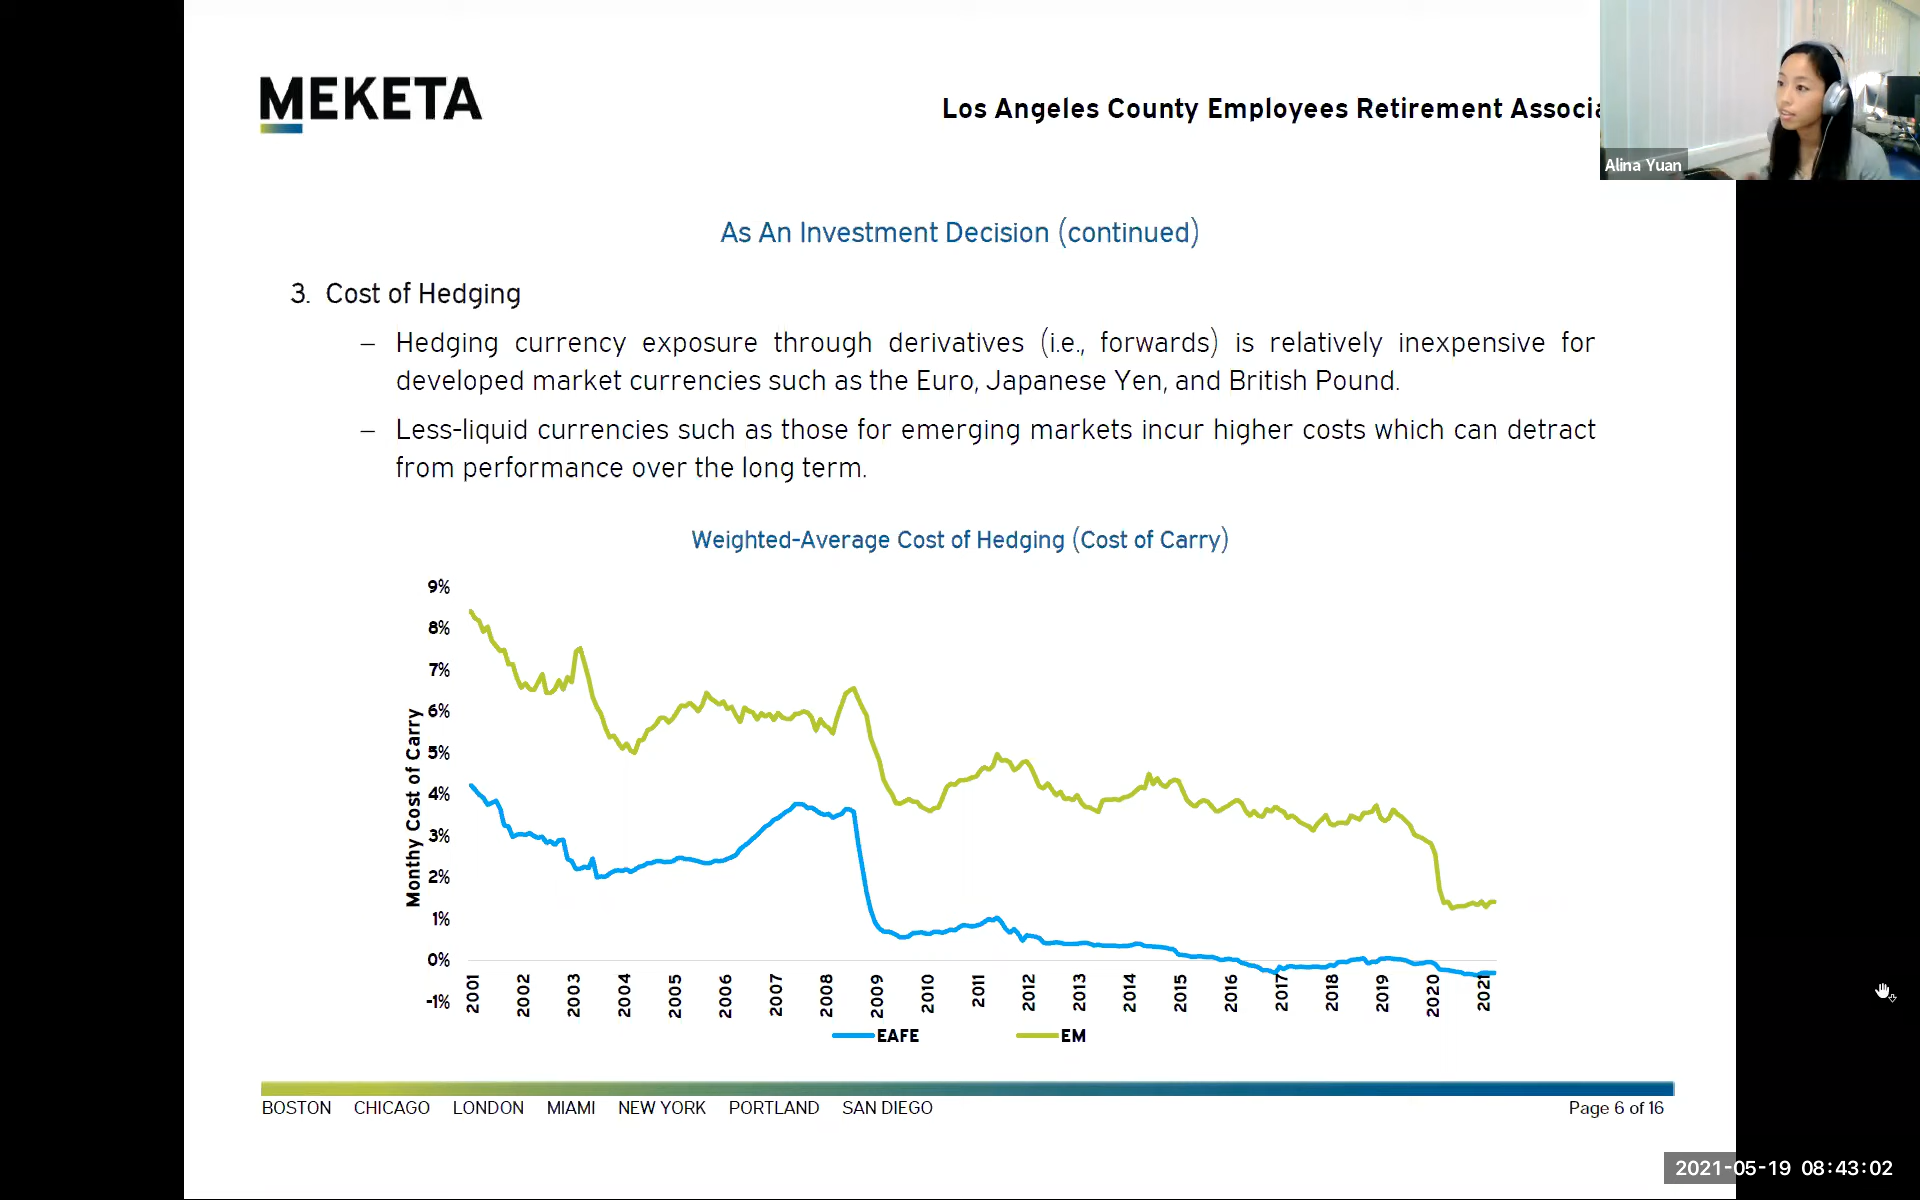 MEKETA
Los Angeles County Employees Retirement Associa
Alina Yuan
As An Investment Decision (continued)
3. Cost of Hedging
– Hedging currency exposure through derivatives (i.e., forwards) is relatively inexpensive for
developed market currencies such as the Euro, Japanese Yen, and British Pound.
– Less-liquid currencies such as those for emerging markets incur higher costs which can detract
from performance over the long term.
Weighted-Average Cost of Hedging (Cost of Carry)
Monthy Cost of Carry
9%
8%
7%
6%
5%
4%
3%
2%
1%
0%
-1%
2001 2002 2003 2004 2005 2006 2007 2008 2009 2010 2011 2012 2013 2014 2015 2016 2017 2018 2019 2020 2021
EAFE EM
BOSTON CHICAGO LONDON MIAMI NEW YORK PORTLAND SAN DIEGO
Page 6 of 16
2021-05-19 08:43:02